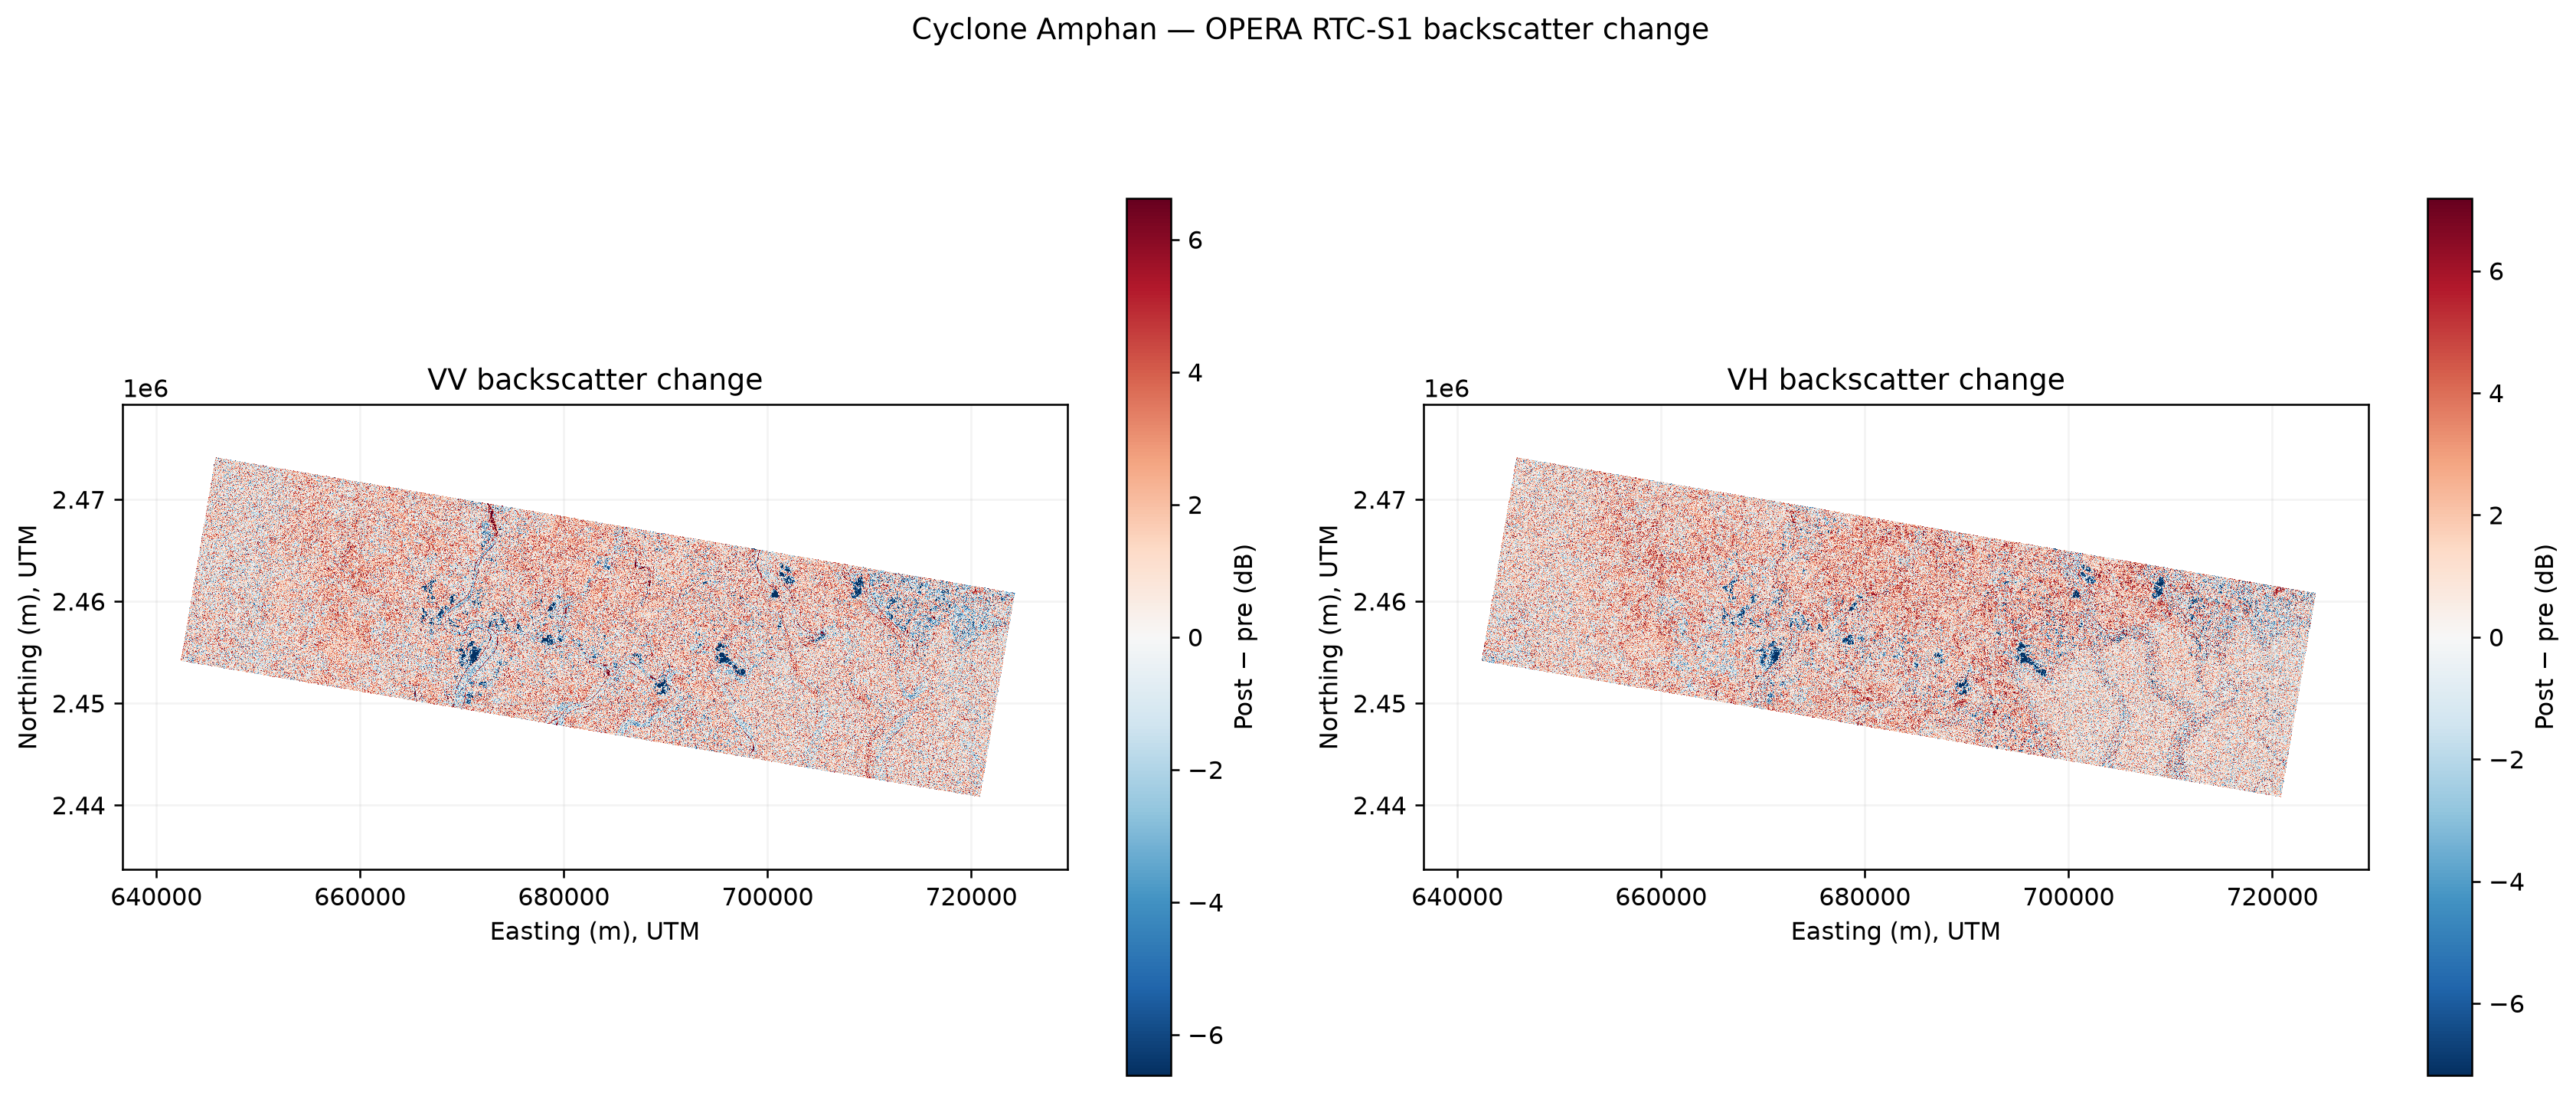 Cyclone Amphan — OPERA RTC-S1 backscatter change
VV backscatter change
1e6
2.47
2.46
2.45
2.44
Northing (m), UTM
640000 660000 680000 700000 720000
Easting (m), UTM
6
4
2
0
−2
−4
−6
Post − pre (dB)
VH backscatter change
1e6
2.47
2.46
2.45
2.44
Northing (m), UTM
640000 660000 680000 700000 720000
Easting (m), UTM
6
4
2
0
−2
−4
−6
Post − pre (dB)